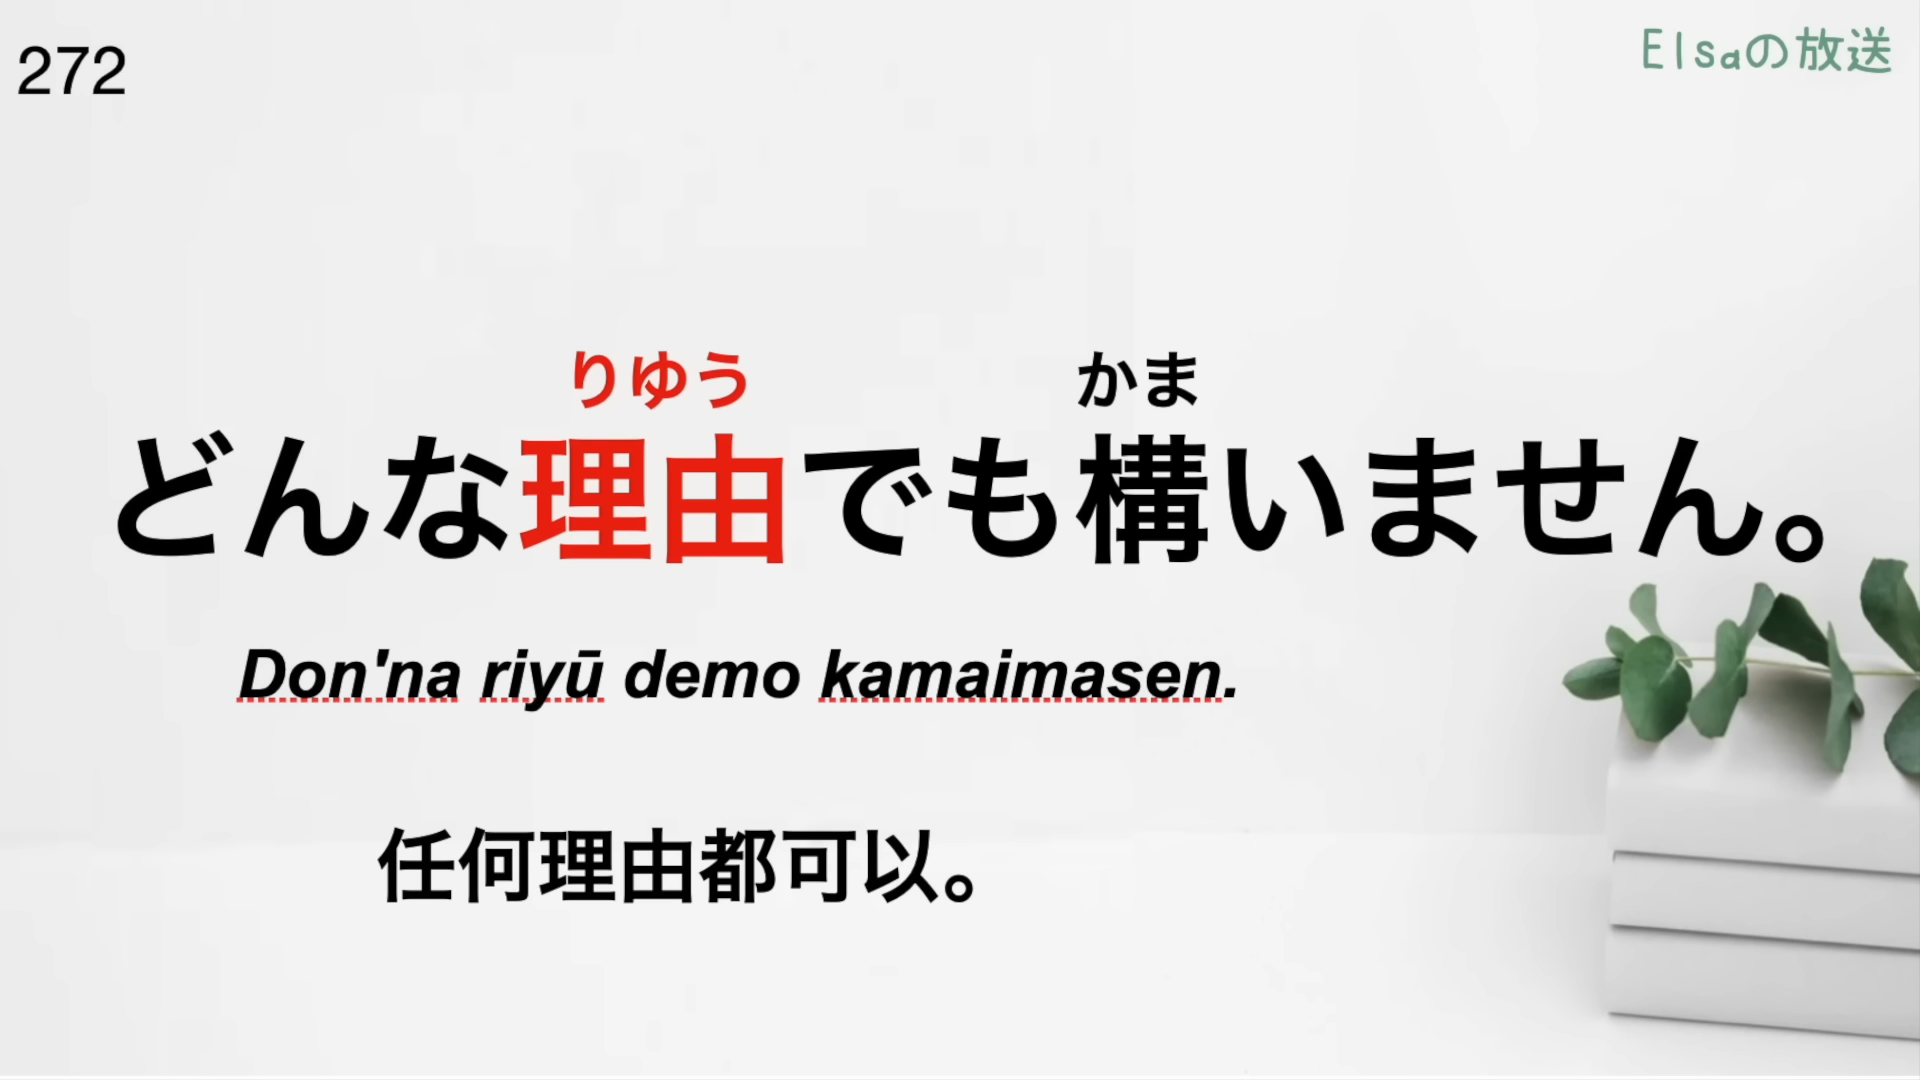 272
Elsaの放送
りゆう かま
どんな理由でも構いません。
Don'na riyū demo kamaimasen.
任何理由都可以。